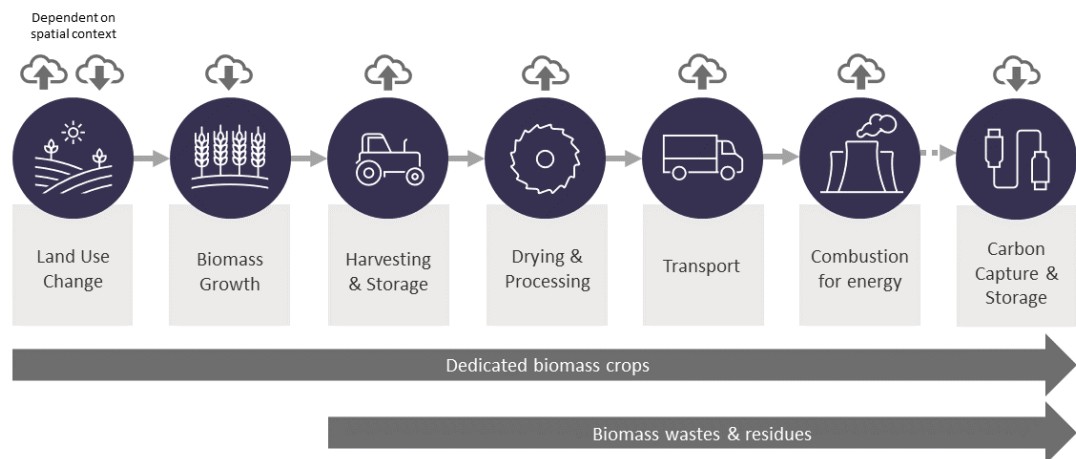 Dependent on
spatial context
Land Use
Change
Biomass
Growth
Harvesting
& Storage
Drying &
Processing
Transport
Combustion
for energy
Carbon
Capture &
Storage
Dedicated biomass crops
Biomass wastes & residues